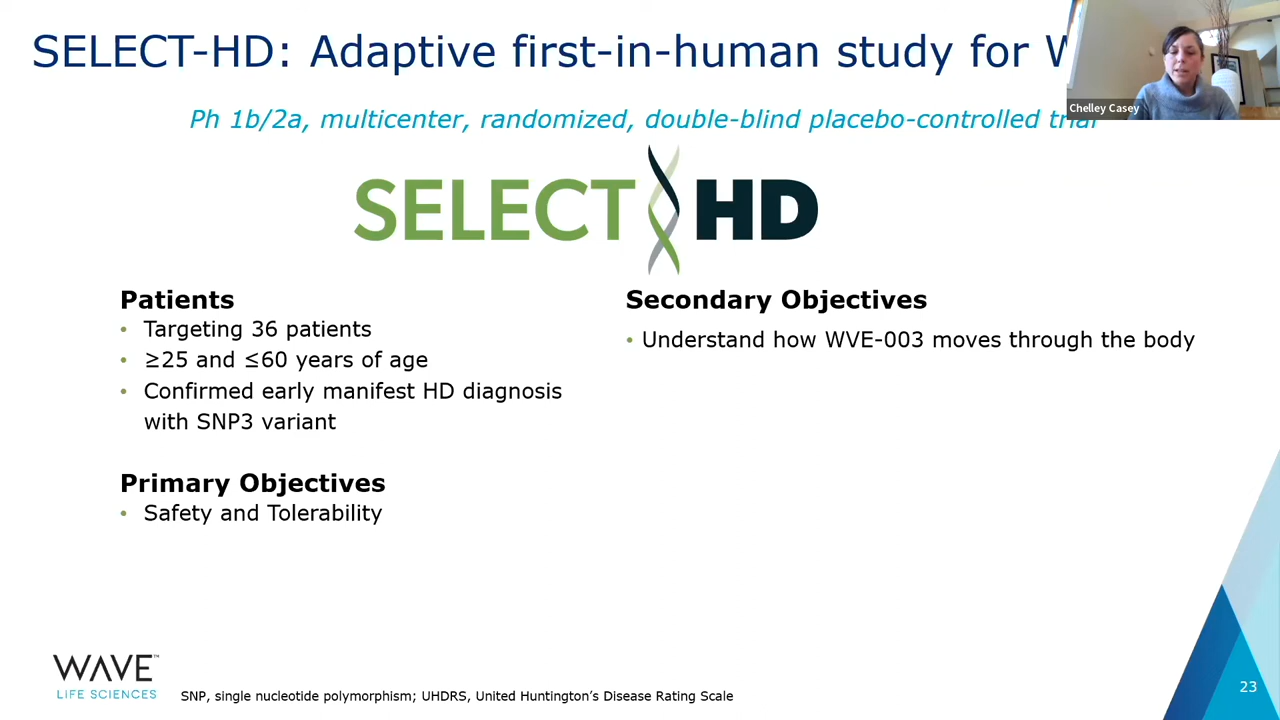 SELECT-HD: Adaptive first-in-human study for
Chelley Casey
Ph 1b/2a, multicenter, randomized, double-blind placebo-controlled trial
SELECT HD
Patients
• Targeting 36 patients
• ≥25 and ≤60 years of age
• Confirmed early manifest HD diagnosis
with SNP3 variant
Primary Objectives
• Safety and Tolerability
Secondary Objectives
• Understand how WVE-003 moves through the body
WAVE™
LIFE SCIENCES
SNP, single nucleotide polymorphism; UHDRS, United Huntington's Disease Rating Scale
23